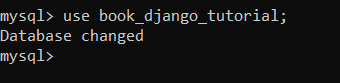 mysql> use book_django_tutorial;
Database changed
mysql>